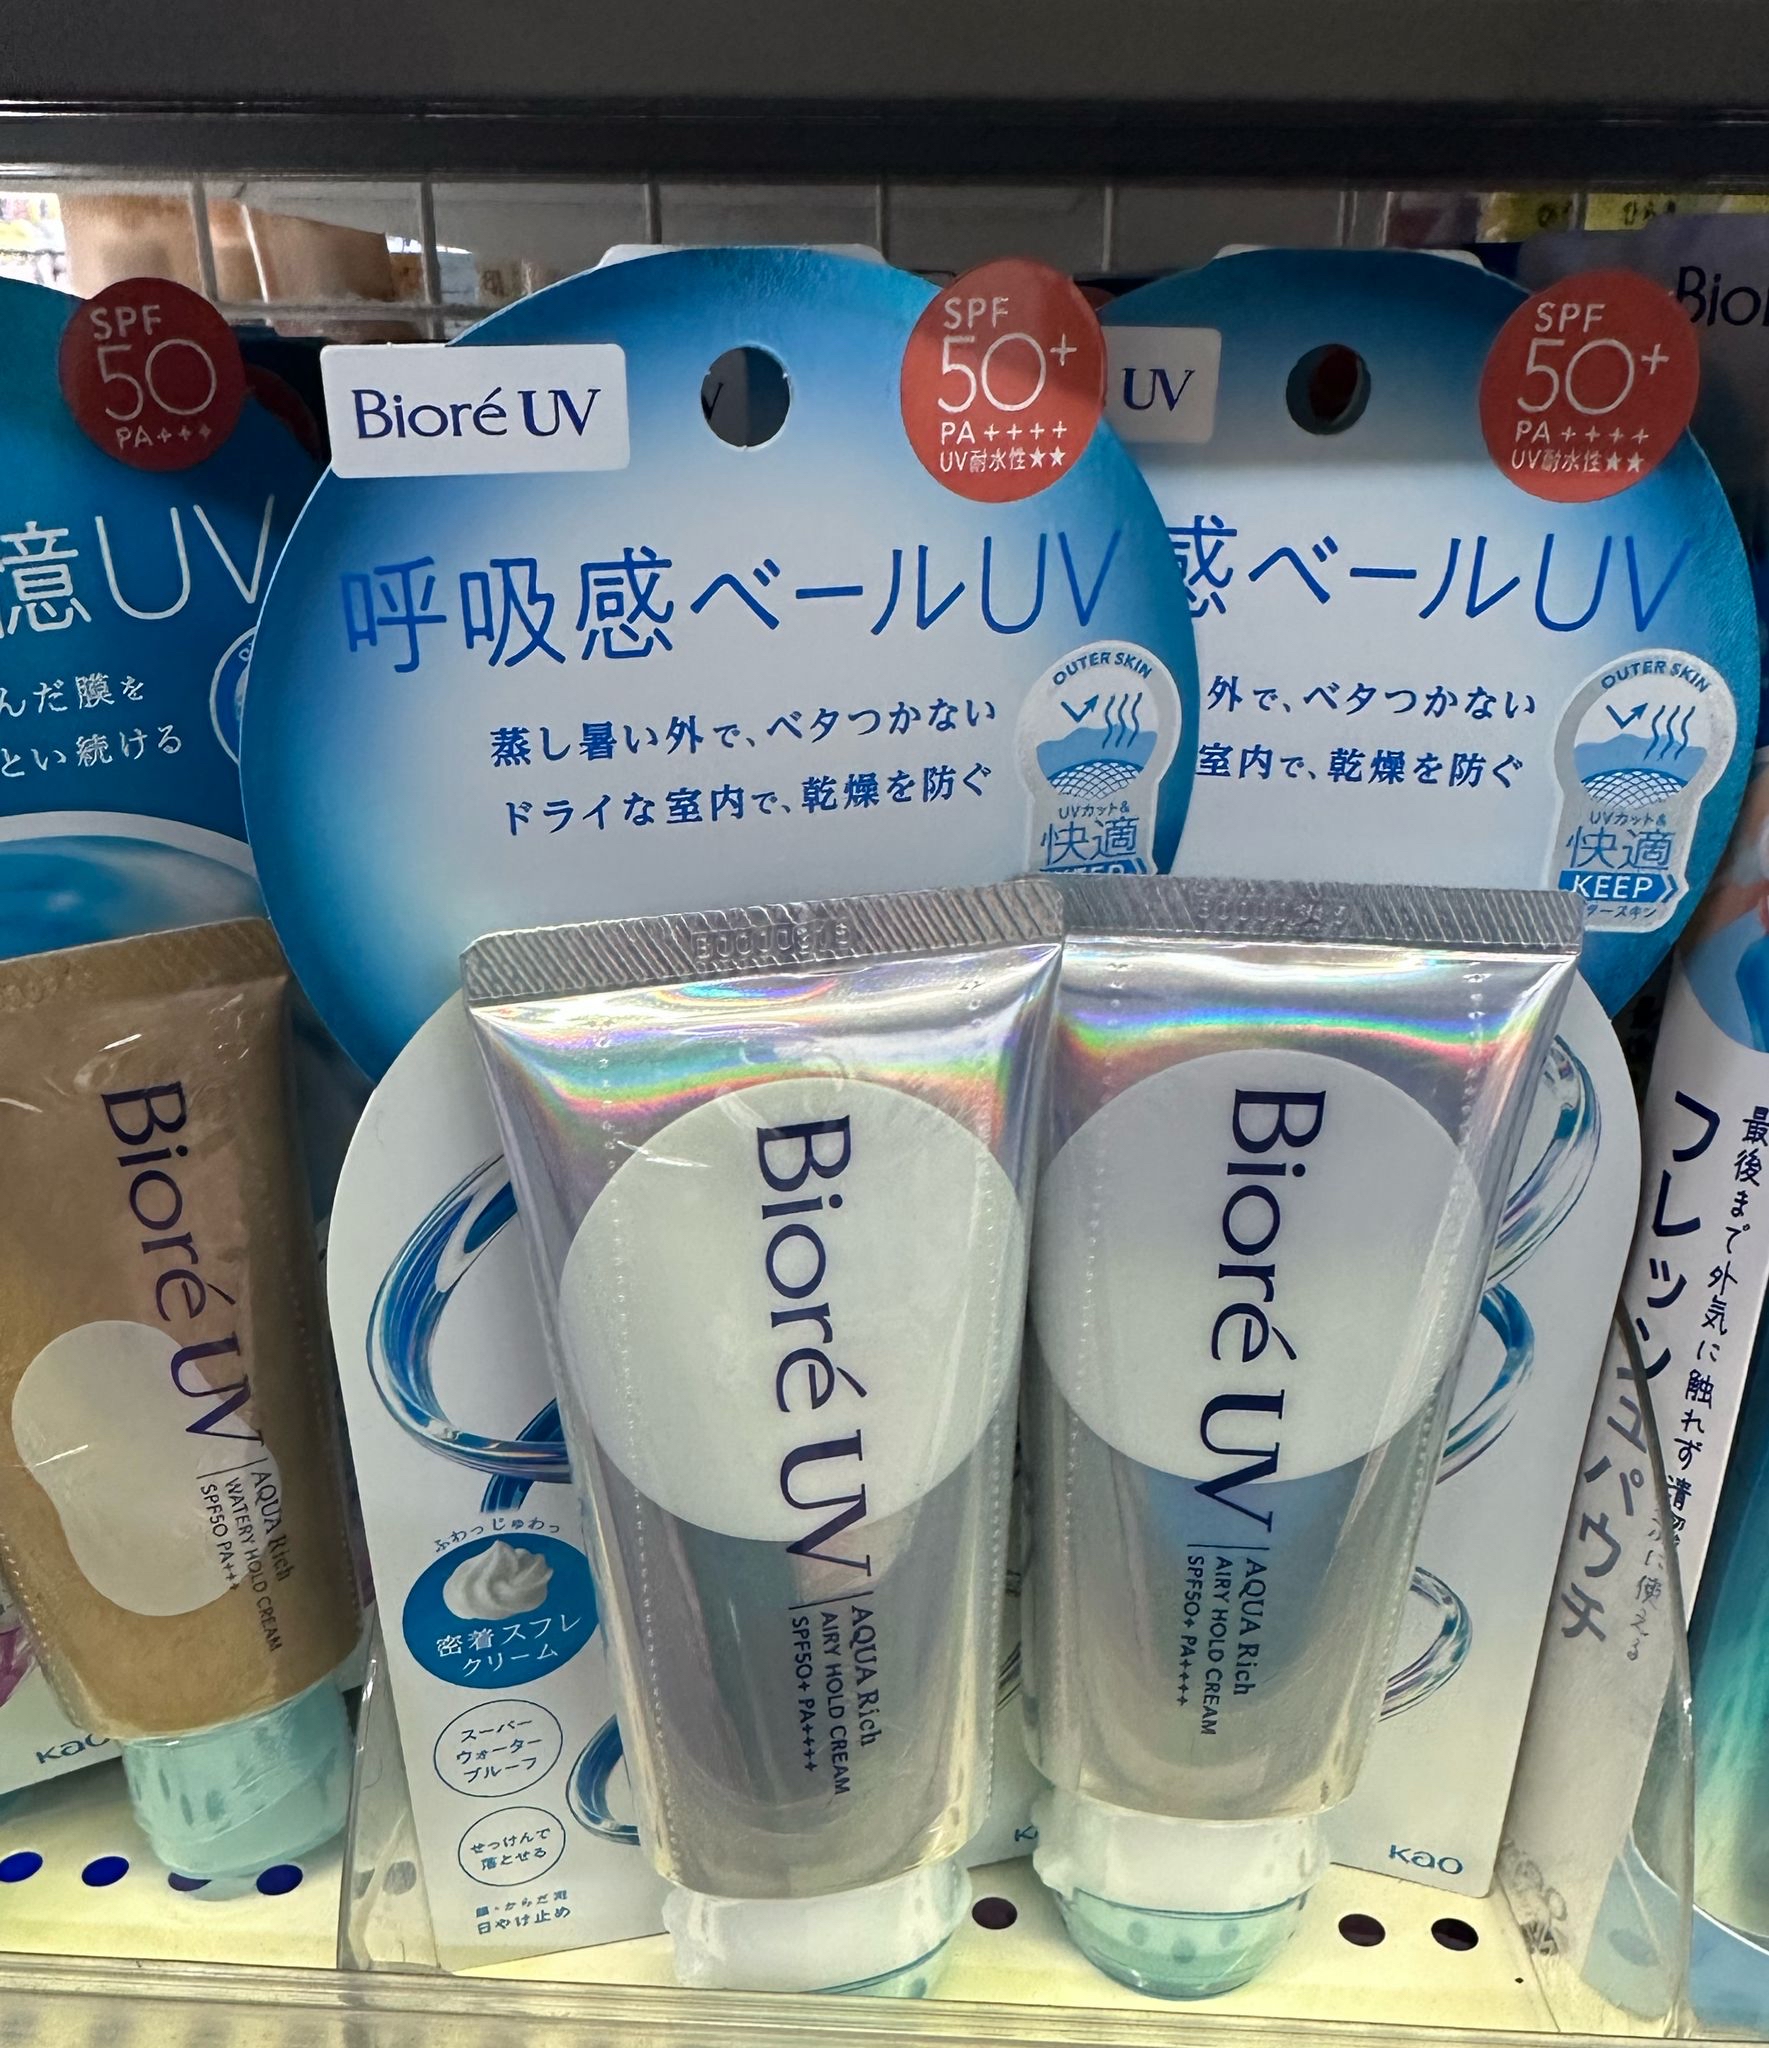 SPF
50
PA+++
億UV
んだ膜を
とい続ける
Bioré UV
AQUA Rich
WATERY HOLD CREAM
SPF50 PA+++
Kao
Bioré UV
SPF
50+
PA++++
UV耐水性★★
呼吸感ベールUV
蒸し暑い外で、ベタつかない
ドライな室内で、乾燥を防ぐ
OUTER SKIN
UVカット&
快適
KEEP
Bioré UV
AQUA Rich
AIRY HOLD CREAM
SPF50+ PA++++
ふわっじゅわっ
密着スフレ
クリーム
スーパー
ウォーター
プルーフ
せっけんで
落とせる
顔・からだ用
日やけ止め
UV
SPF
50+
PA++++
UV耐水性★★
感ベールUV
外で、ベタつかない
室内で、乾燥を防ぐ
OUTER SKIN
UVカット&
快適
KEEP
Bioré UV
AQUA Rich
AIRY HOLD CREAM
SPF50+ PA++++
Kao
Bio
最後まで外気に触れず清潔
に使える
フレッシュパウチ